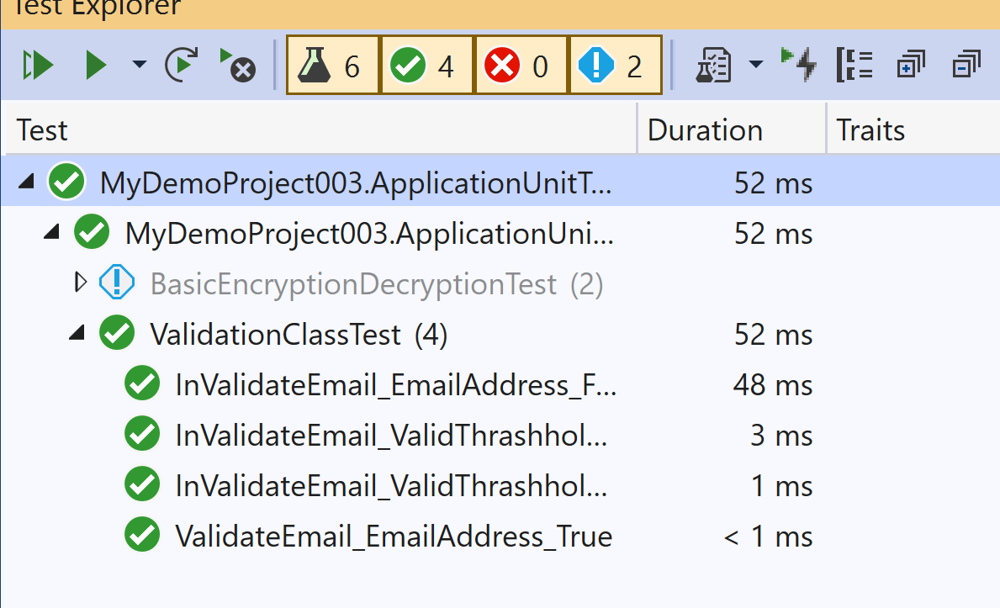 Test Explorer
6 4 0 2
Test Duration Traits
MyDemoProject003.ApplicationUnitT... 52 ms
MyDemoProject003.ApplicationUni... 52 ms
BasicEncryptionDecryptionTest (2)
ValidationClassTest (4) 52 ms
InValidateEmail_EmailAddress_F... 48 ms
InValidateEmail_ValidThrashhol... 3 ms
InValidateEmail_ValidThrashhol... 1 ms
ValidateEmail_EmailAddress_True < 1 ms